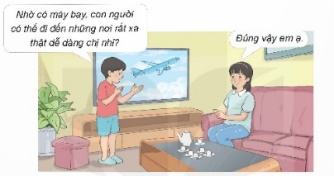 Nhờ có máy bay, con người
có thể đi đến những nơi rất xa
thật dễ dàng chị nhỉ?
Đúng vậy em ạ.